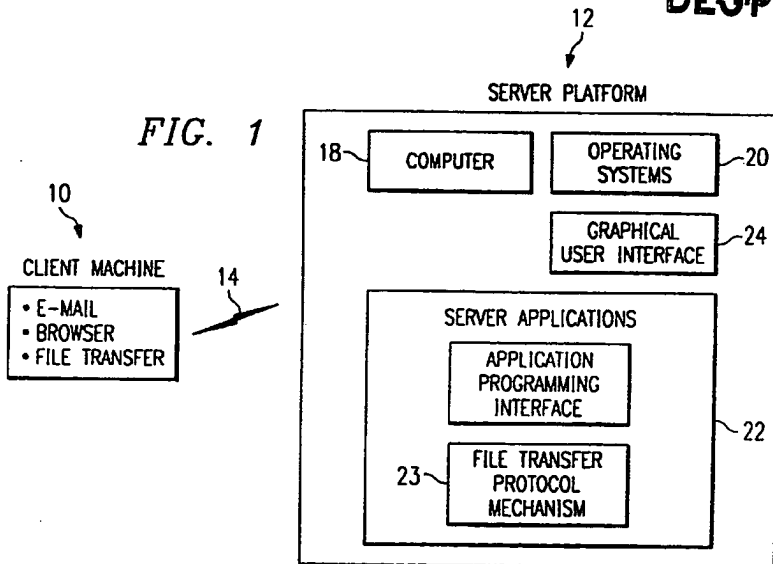 12
SERVER PLATFORM
FIG. 1
18
COMPUTER
OPERATING
SYSTEMS
20
10
GRAPHICAL
USER INTERFACE
24
CLIENT MACHINE
14
• E-MAIL
• BROWSER
• FILE TRANSFER
SERVER APPLICATIONS
APPLICATION
PROGRAMMING
INTERFACE
22
23
FILE TRANSFER
PROTOCOL
MECHANISM